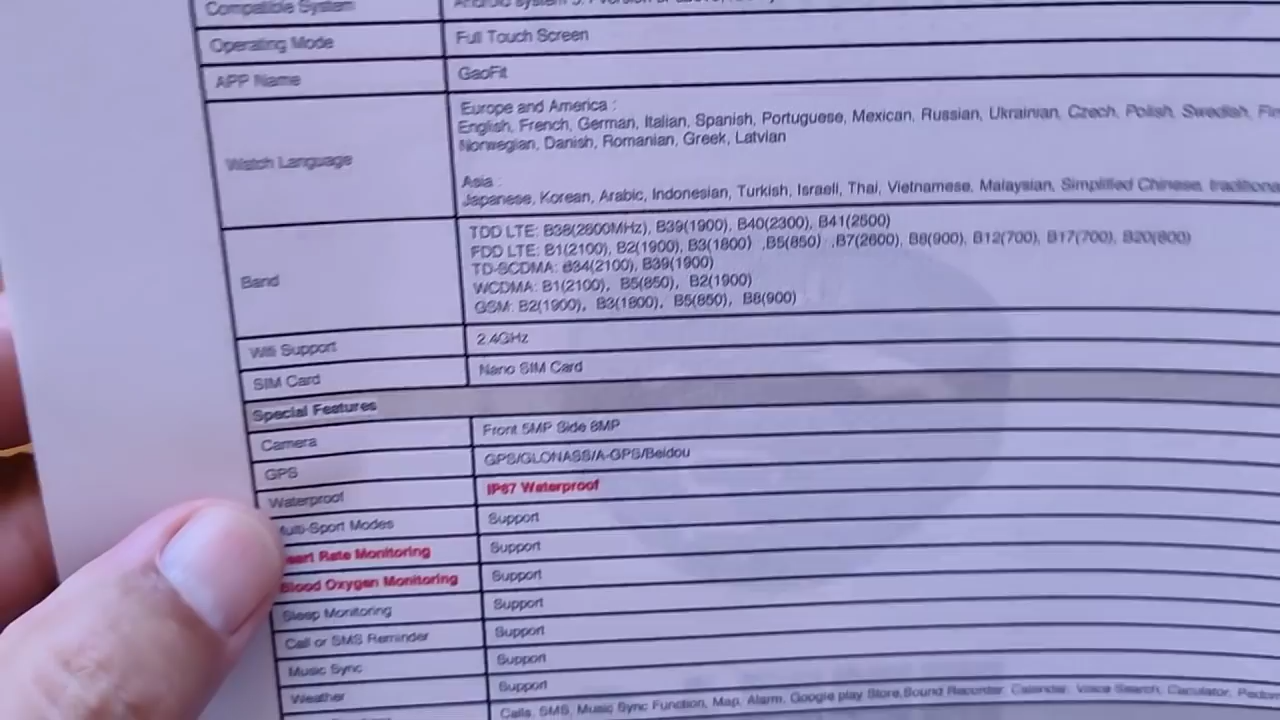 Compatible System
Operating Mode Full Touch Screen
APP Name GaoFit
Watch Language
Europe and America :
English, French, German, Italian, Spanish, Portuguese, Mexican, Russian, Ukrainian, Czech, Polish, Swedish,
Norwegian, Danish, Romanian, Greek, Latvian
Asia :
Japanese, Korean, Arabic, Indonesian, Turkish, Israeli, Thai, Vietnamese, Malaysian, Simplified Chinese,
Band
TDD LTE: B38(2600MHz), B39(1900), B40(2300), B41(2500)
FDD LTE: B1(2100), B2(1900), B3(1800) ,B5(850) ,B7(2600), B8(900), B12(700), B17(700), B20(800)
TD-SCDMA: B34(2100), B39(1900)
WCDMA: B1(2100), B5(850), B2(1900)
GSM: B2(1900), B3(1800), B5(850), B8(900)
Wifi Support 2.4GHz
SIM Card Nano SIM Card
Special Features
Camera Front 5MP Side 8MP
GPS GPS/GLONASS/A-GPS/Beidou
Waterproof IP67 Waterproof
Multi-Sport Modes Support
Rate Monitoring Support
Blood Oxygen Monitoring Support
Sleep Monitoring Support
Call or SMS Reminder Support
Music Sync Support
Weather Support
Calls, SMS, Music Sync Function, Map, Alarm, Google play Store, Sound Recorder, Calendar, Voice Search, Calculator,